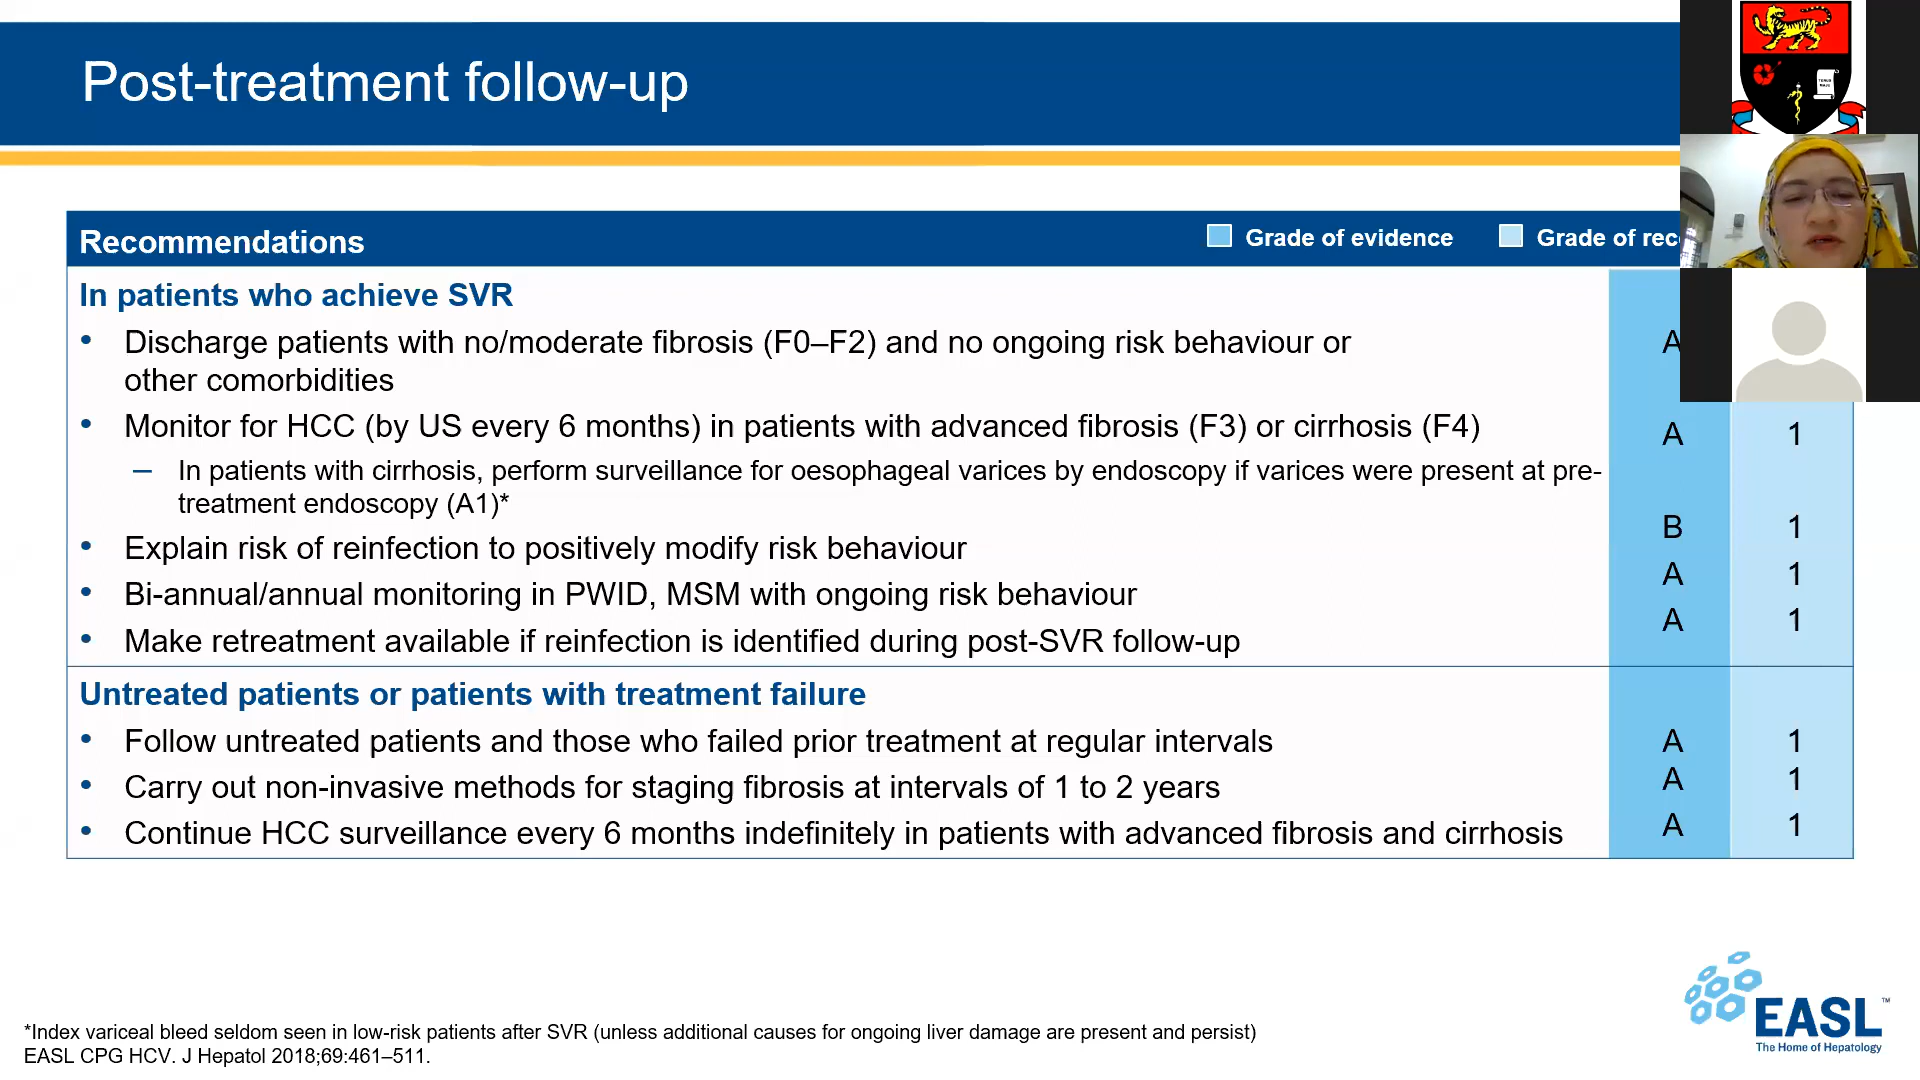 Post-treatment follow-up
Recommendations
Grade of evidence
Grade of rec
In patients who achieve SVR
• Discharge patients with no/moderate fibrosis (F0–F2) and no ongoing risk behaviour or
other comorbidities
A
• Monitor for HCC (by US every 6 months) in patients with advanced fibrosis (F3) or cirrhosis (F4)
A 1
– In patients with cirrhosis, perform surveillance for oesophageal varices by endoscopy if varices were present at pre-
treatment endoscopy (A1)*
• Explain risk of reinfection to positively modify risk behaviour
B 1
• Bi-annual/annual monitoring in PWID, MSM with ongoing risk behaviour
A 1
• Make retreatment available if reinfection is identified during post-SVR follow-up
A 1
Untreated patients or patients with treatment failure
• Follow untreated patients and those who failed prior treatment at regular intervals
A 1
• Carry out non-invasive methods for staging fibrosis at intervals of 1 to 2 years
A 1
• Continue HCC surveillance every 6 months indefinitely in patients with advanced fibrosis and cirrhosis
A 1
*Index variceal bleed seldom seen in low-risk patients after SVR (unless additional causes for ongoing liver damage are present and persist)
EASL CPG HCV. J Hepatol 2018;69:461–511.
EASL™
The Home of Hepatology